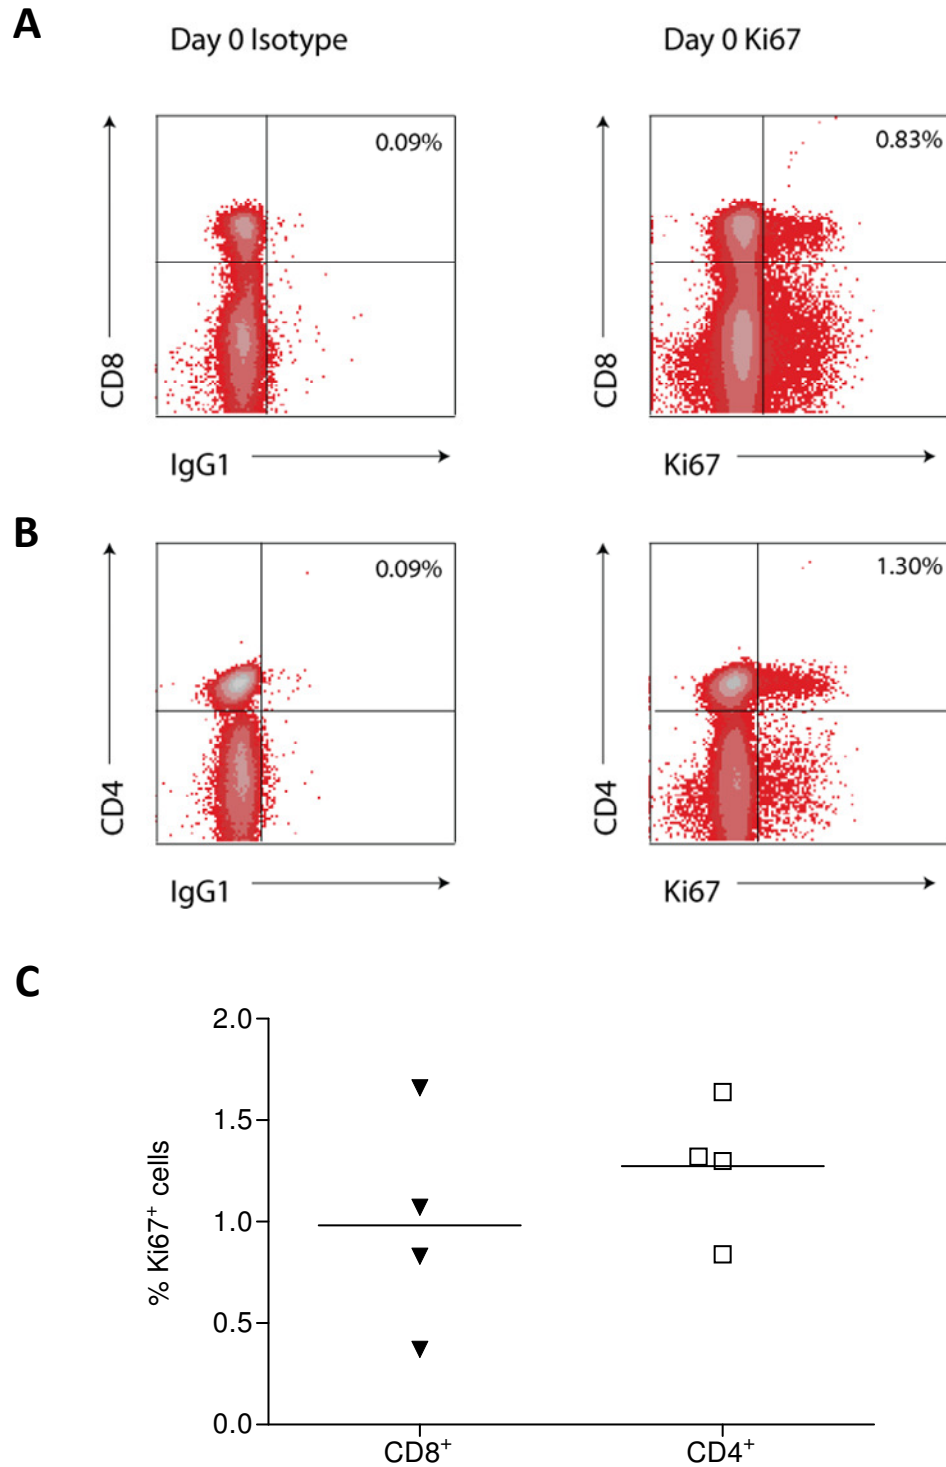 A
Day 0 Isotype
Day 0 Ki67
0.09%
0.83%
CD8
CD8
IgG1
Ki67
B
0.09%
1.30%
CD4
CD4
IgG1
Ki67
C
2.0
1.5
1.0
0.5
0.0
% Ki67⁺ cells
CD8⁺
CD4⁺